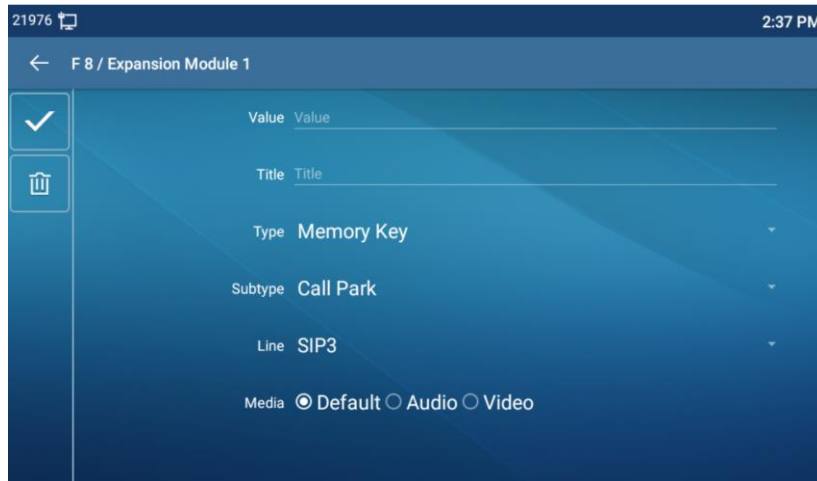 21976 2:37 PM
F 8 / Expansion Module 1
Value Value
Title Title
Type Memory Key
Subtype Call Park
Line SIP3
Media Default Audio Video